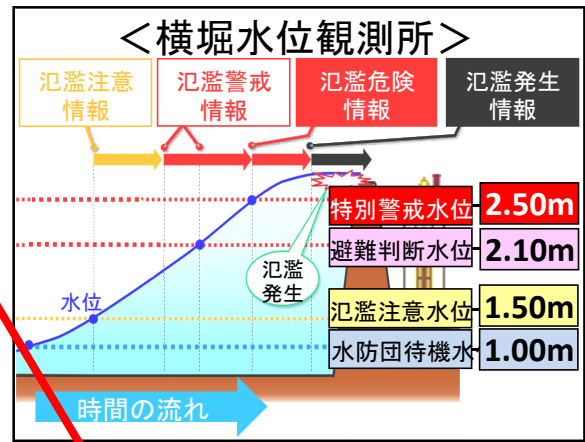 ＜横堀水位観測所＞
氾濫注意
情報
氾濫警戒
情報
氾濫危険
情報
氾濫発生
情報
特別警戒水位
2.50m
避難判断水位
2.10m
氾濫
発生
水位
氾濫注意水位
1.50m
水防団待機水
1.00m
時間の流れ